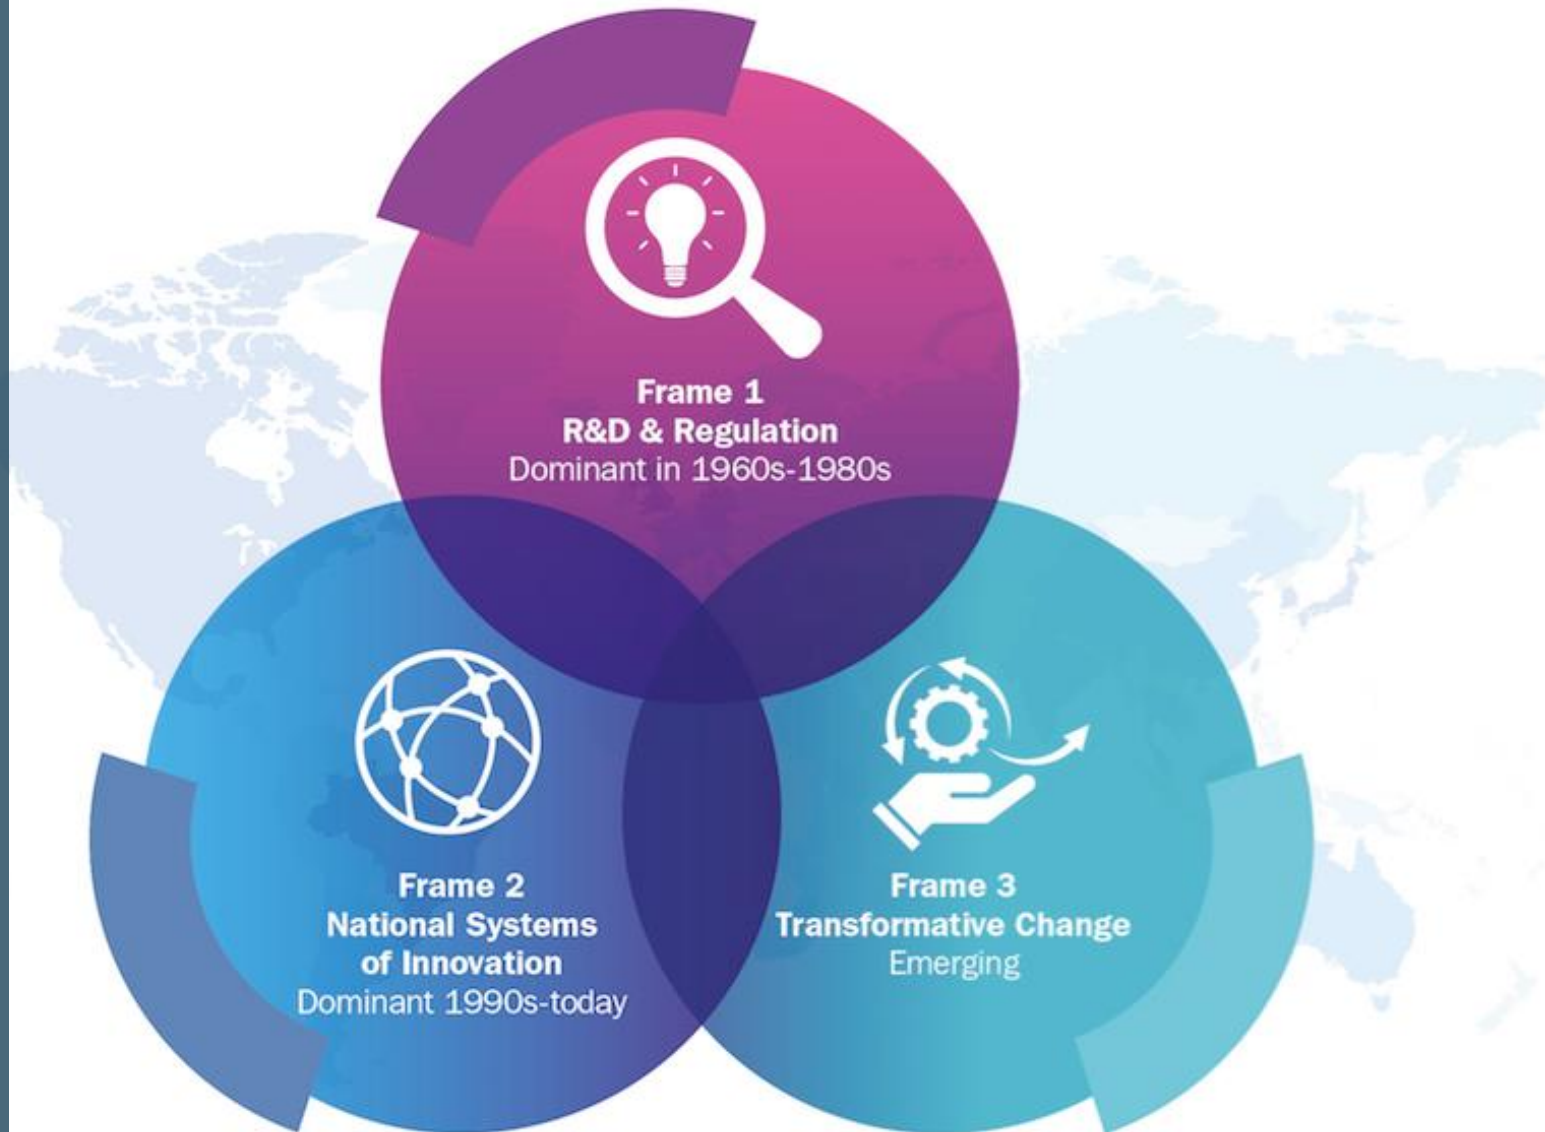 Frame 1
R&D & Regulation
Dominant in 1960s-1980s
Frame 2
National Systems
of Innovation
Dominant 1990s-today
Frame 3
Transformative Change
Emerging